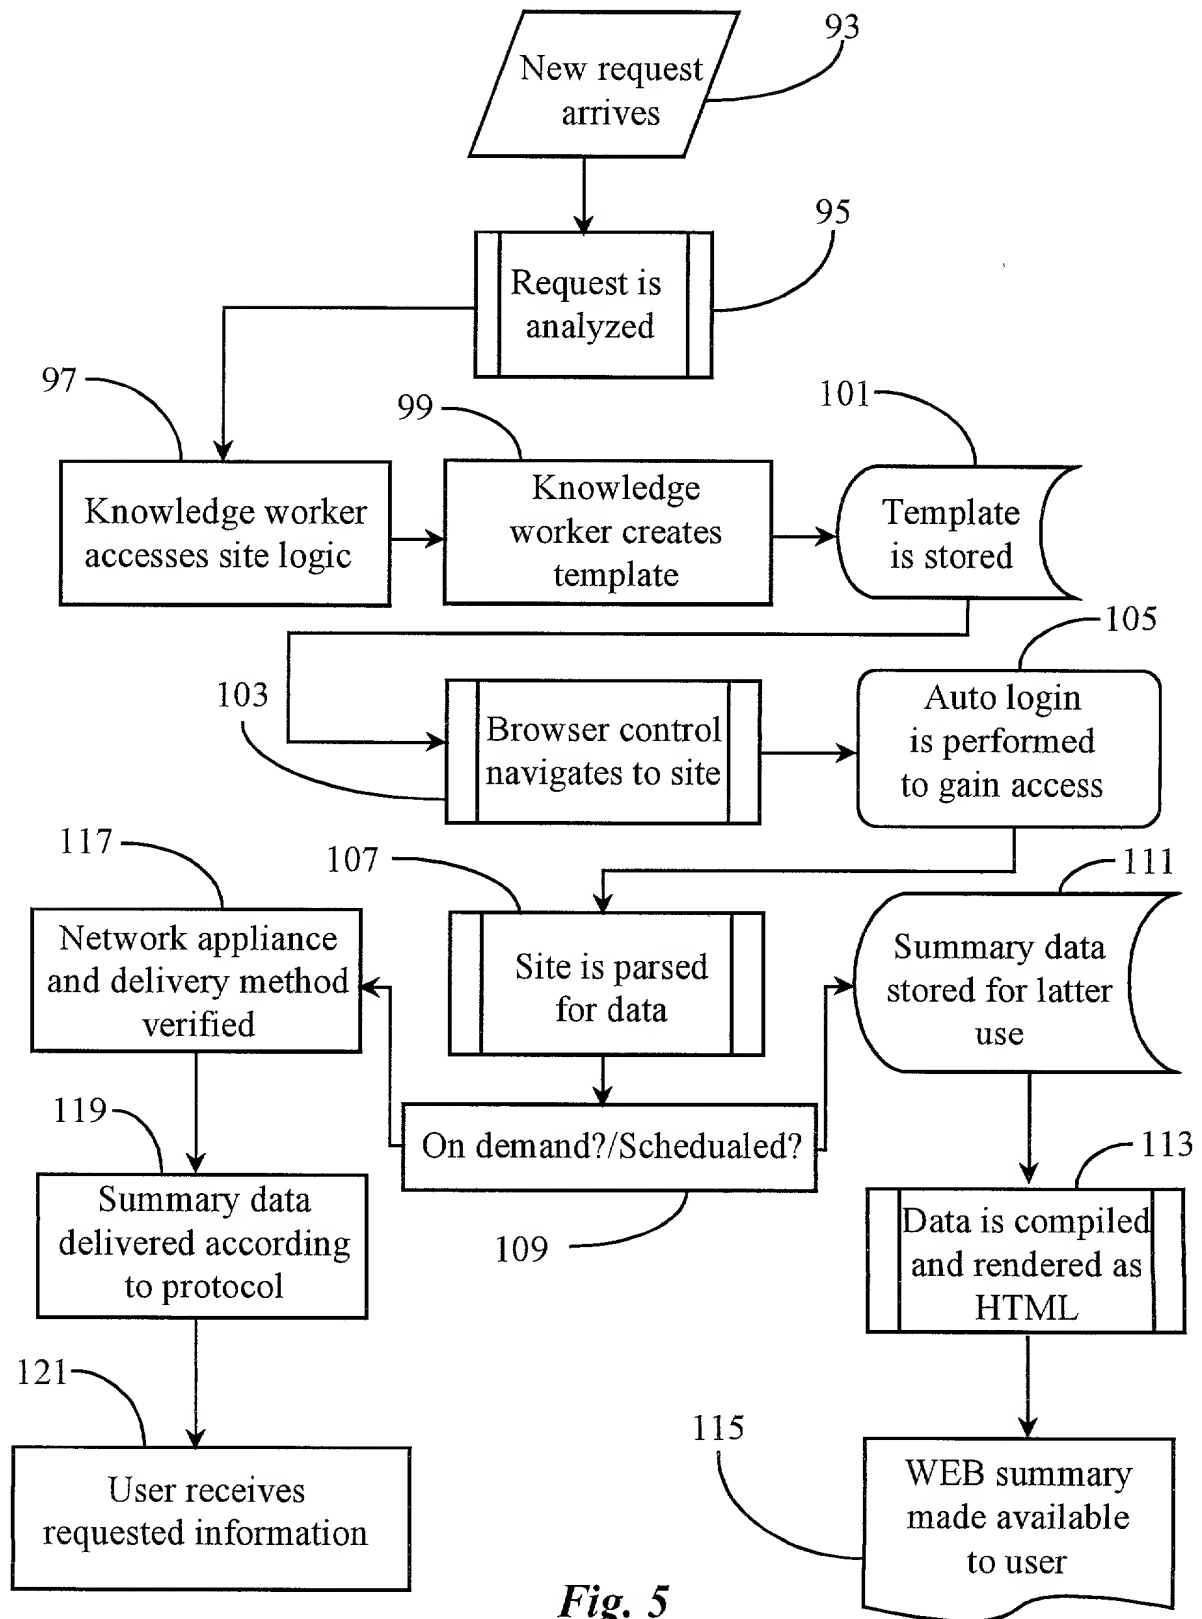 New request
arrives
93
Request is
analyzed
95
97
Knowledge worker
accesses site logic
99
Knowledge
worker creates
template
101
Template
is stored
103
Browser control
navigates to site
105
Auto login
is performed
to gain access
107
Site is parsed
for data
On demand?/Schedualed?
109
111
Summary data
stored for latter
use
113
Data is compiled
and rendered as
HTML
115
WEB summary
made available
to user
117
Network appliance
and delivery method
verified
119
Summary data
delivered according
to protocol
121
User receives
requested information
Fig. 5